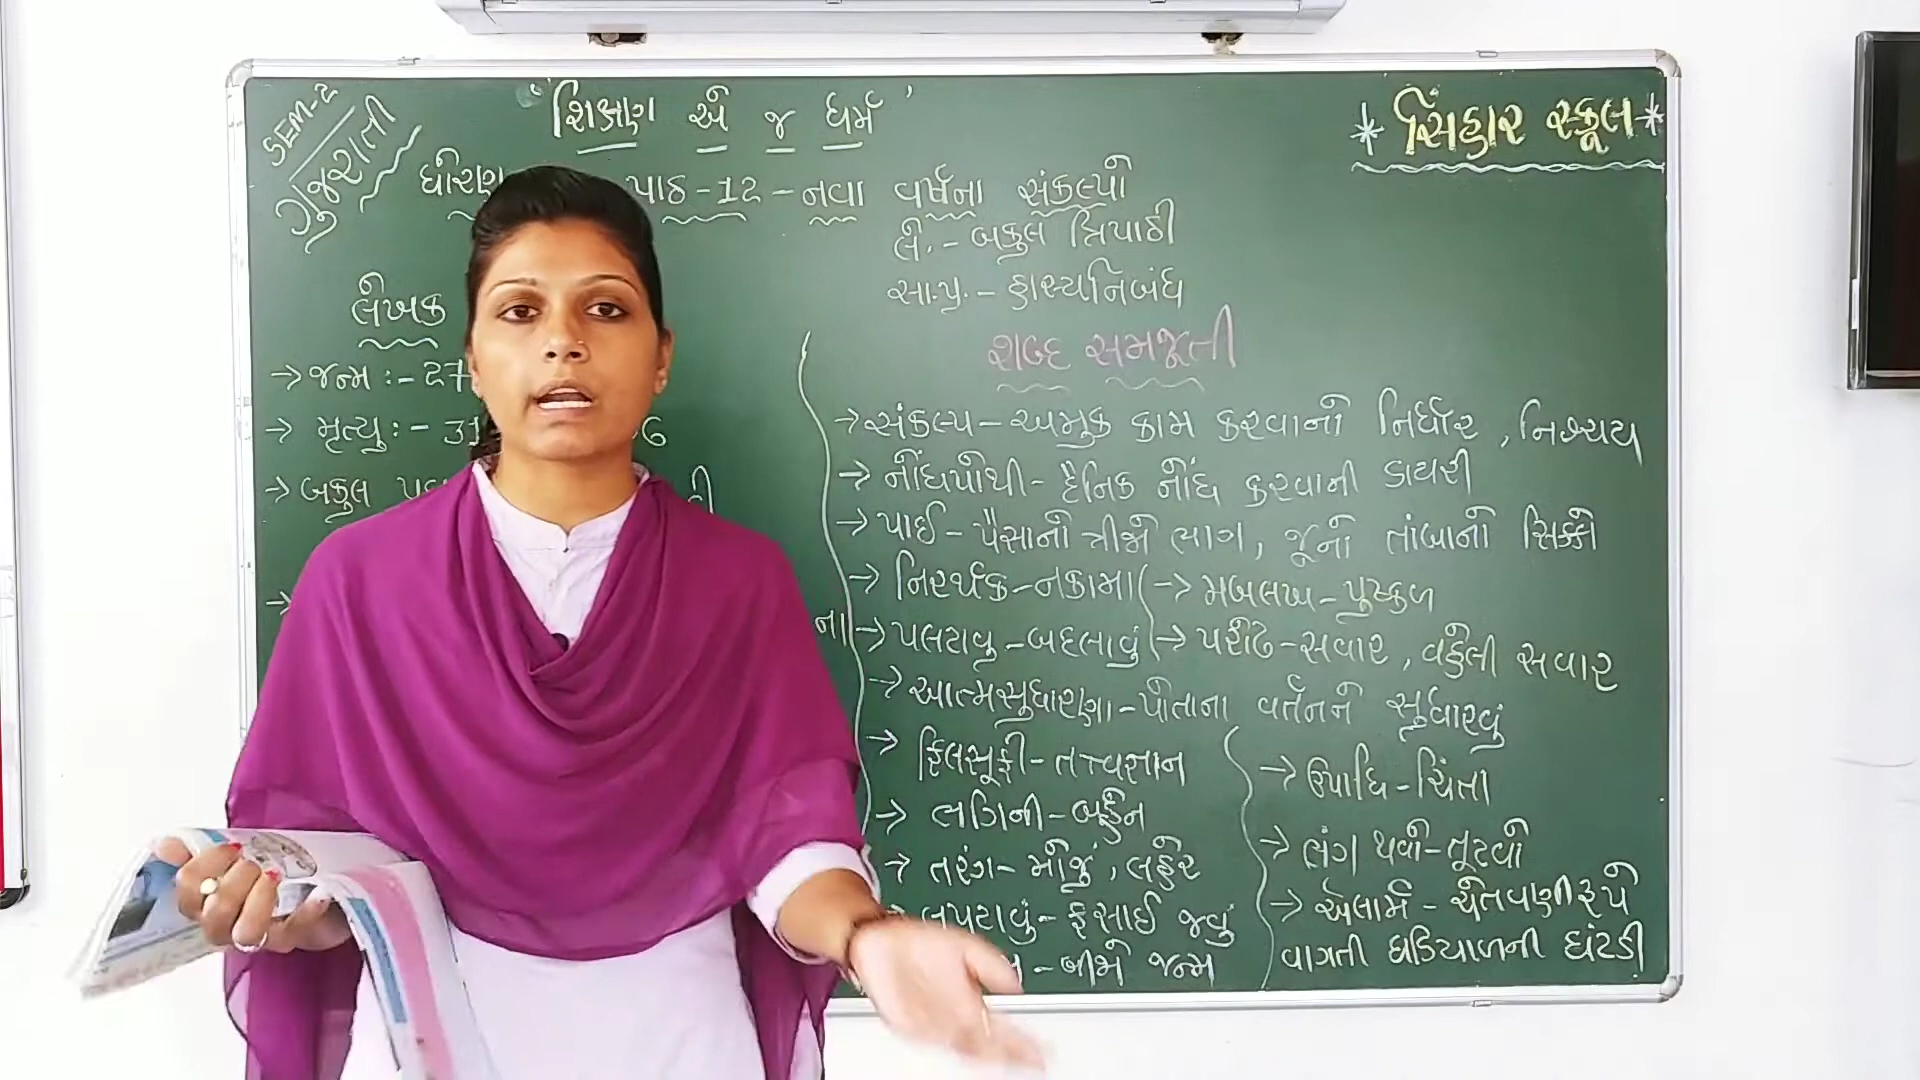 SEM-2
ગુજરાતી
'શિક્ષણ એ જ ધર્મ'
* સિંહાર સ્કૂલ *
પાઠ-12 - નવા વર્ષના સંકલ્પો
લે. - બકુલ ત્રિપાઠી
સા.પ્ર. - હાસ્યનિબંધ
લેખક
→ જન્મ :- 27
→ મૃત્યુ :- 31 6
→ બકુલ
શબ્દ સમજૂતી
→ સંકલ્પ - અમુક કામ કરવાનો નિર્ધાર, નિશ્ચય
→ નોંધપોથી - દૈનિક નોંધ કરવાની ડાયરી
→ પાઈ - પૈસાનો ત્રીજો ભાગ, જૂનો તાંબાનો સિક્કો
→ નિરર્થક - નકામા → મબલખ - પુષ્કળ
→ પલટાવુ - બદલાવું → પરોઢ - સવાર, વહેલી સવાર
→ આત્મસુધારણા - પોતાના વર્તનને સુધારવું
→ ફિલસૂફી - તત્ત્વજ્ઞાન
→ ભગિની - બહેન
→ તરંગ - મોજું, લહેર
લપટાવું - ફસાઈ જવું
- બીજો જન્મ
→ ઉપાધિ - ચિંતા
→ ભંગ થવો - તૂટવો
→ એલાર્મ - ચેતવણીરૂપે
વાગતી ઘડિયાળની ઘંટડી